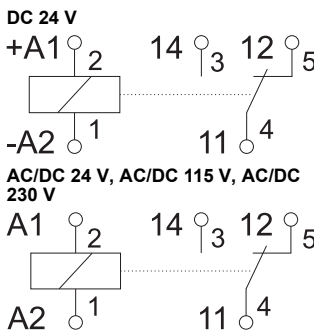 DC 24 V
+A1 2 14 3 12 5
-A2 1 11 4
AC/DC 24 V, AC/DC 115 V, AC/DC
230 V
A1 2 14 3 12 5
A2 1 11 4